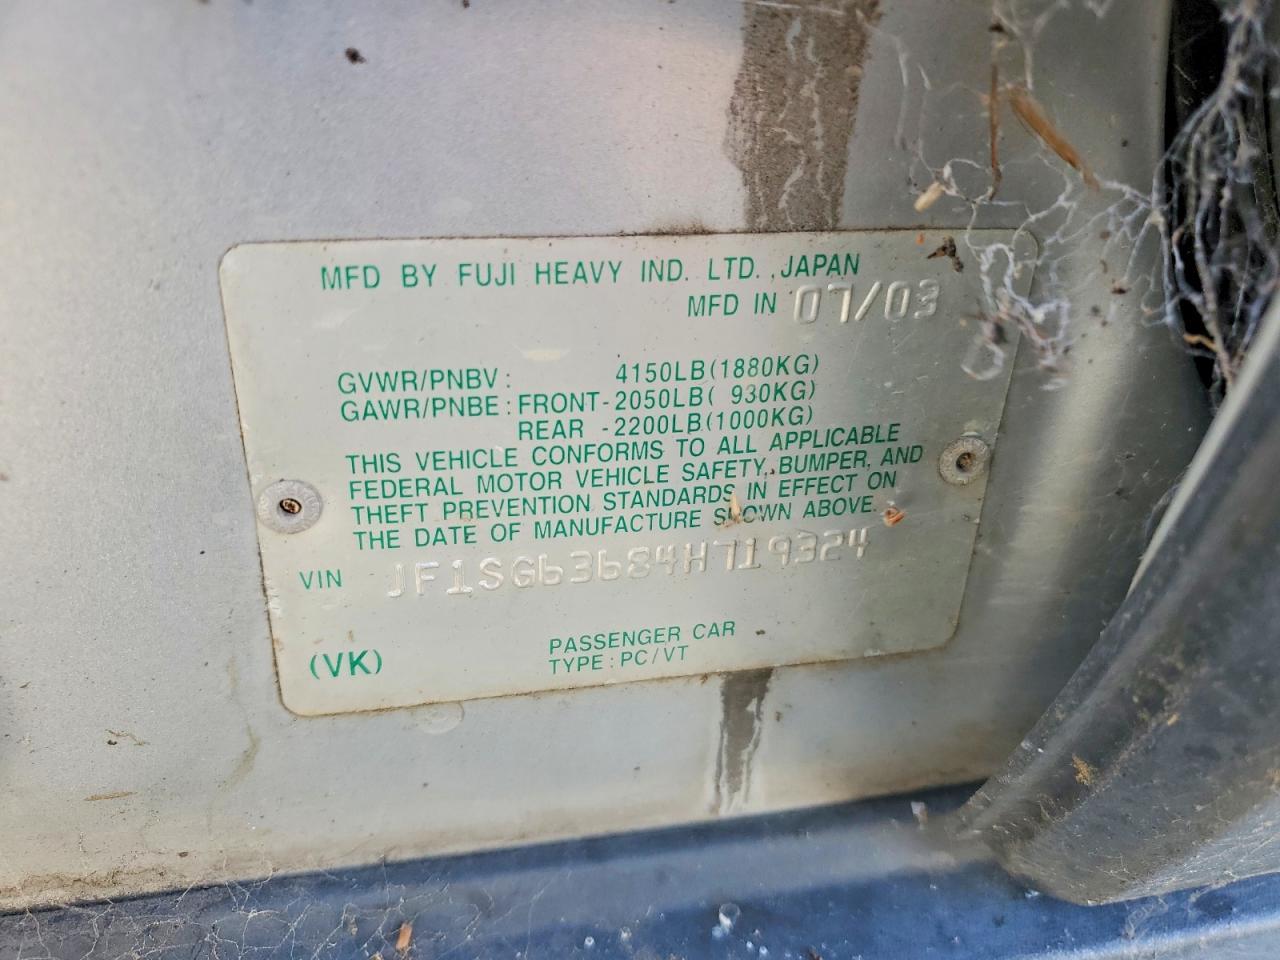 MFD BY FUJI HEAVY IND. LTD. ,JAPAN
MFD IN 07/03
GVWR/PNBV: 4150LB(1880KG)
GAWR/PNBE: FRONT-2050LB( 930KG)
REAR -2200LB(1000KG)
THIS VEHICLE CONFORMS TO ALL APPLICABLE
FEDERAL MOTOR VEHICLE SAFETY, BUMPER, AND
THEFT PREVENTION STANDARDS IN EFFECT ON
THE DATE OF MANUFACTURE SHOWN ABOVE.
VIN JF1SG63684H719324
(VK)
PASSENGER CAR
TYPE: PC/VT